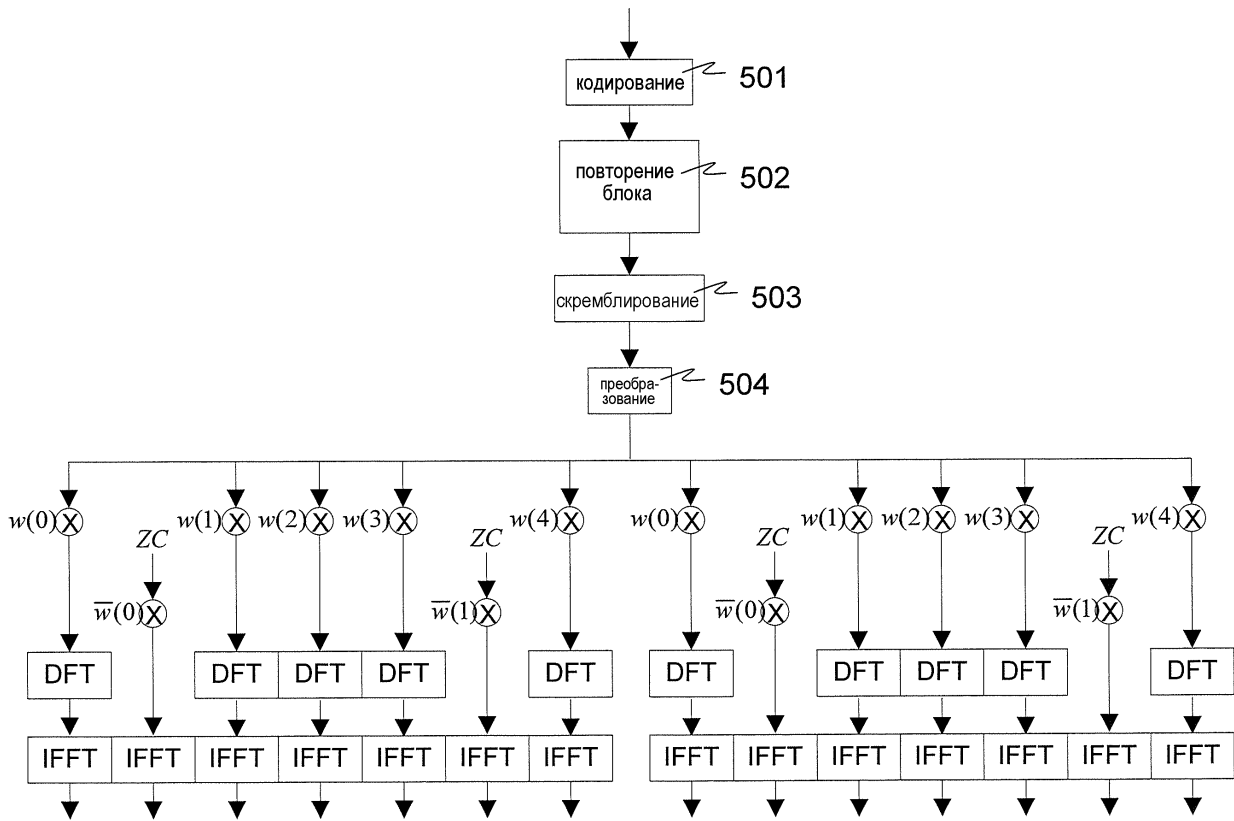 кодирование 501
повторение
блока 502
скремблирование 503
преобра-
зование 504
w(0) w(1) w(2) w(3) w(4) w(0) w(1) w(2) w(3) w(4)
ZC ZC ZC ZC
w̅(0) w̅(1) w̅(0) w̅(1)
X X X X X X X X X X X X X X
DFT DFT DFT DFT DFT DFT DFT DFT DFT DFT
IFFT IFFT IFFT IFFT IFFT IFFT IFFT IFFT IFFT IFFT IFFT IFFT IFFT IFFT